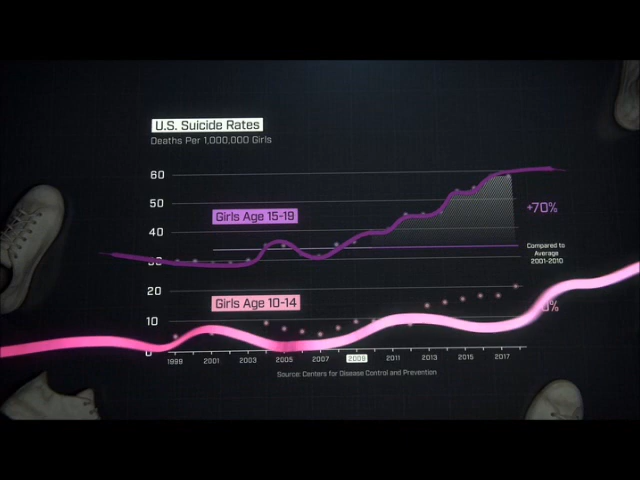 U.S. Suicide Rates
Deaths Per 1,000,000 Girls
60
50
Girls Age 15-19
+70%
40
Compared to
Average
2001-2010
30
20
Girls Age 10-14
10
0
1999 2001 2003 2005 2007 2009 2011 2013 2015 2017
Source: Centers for Disease Control and Prevention